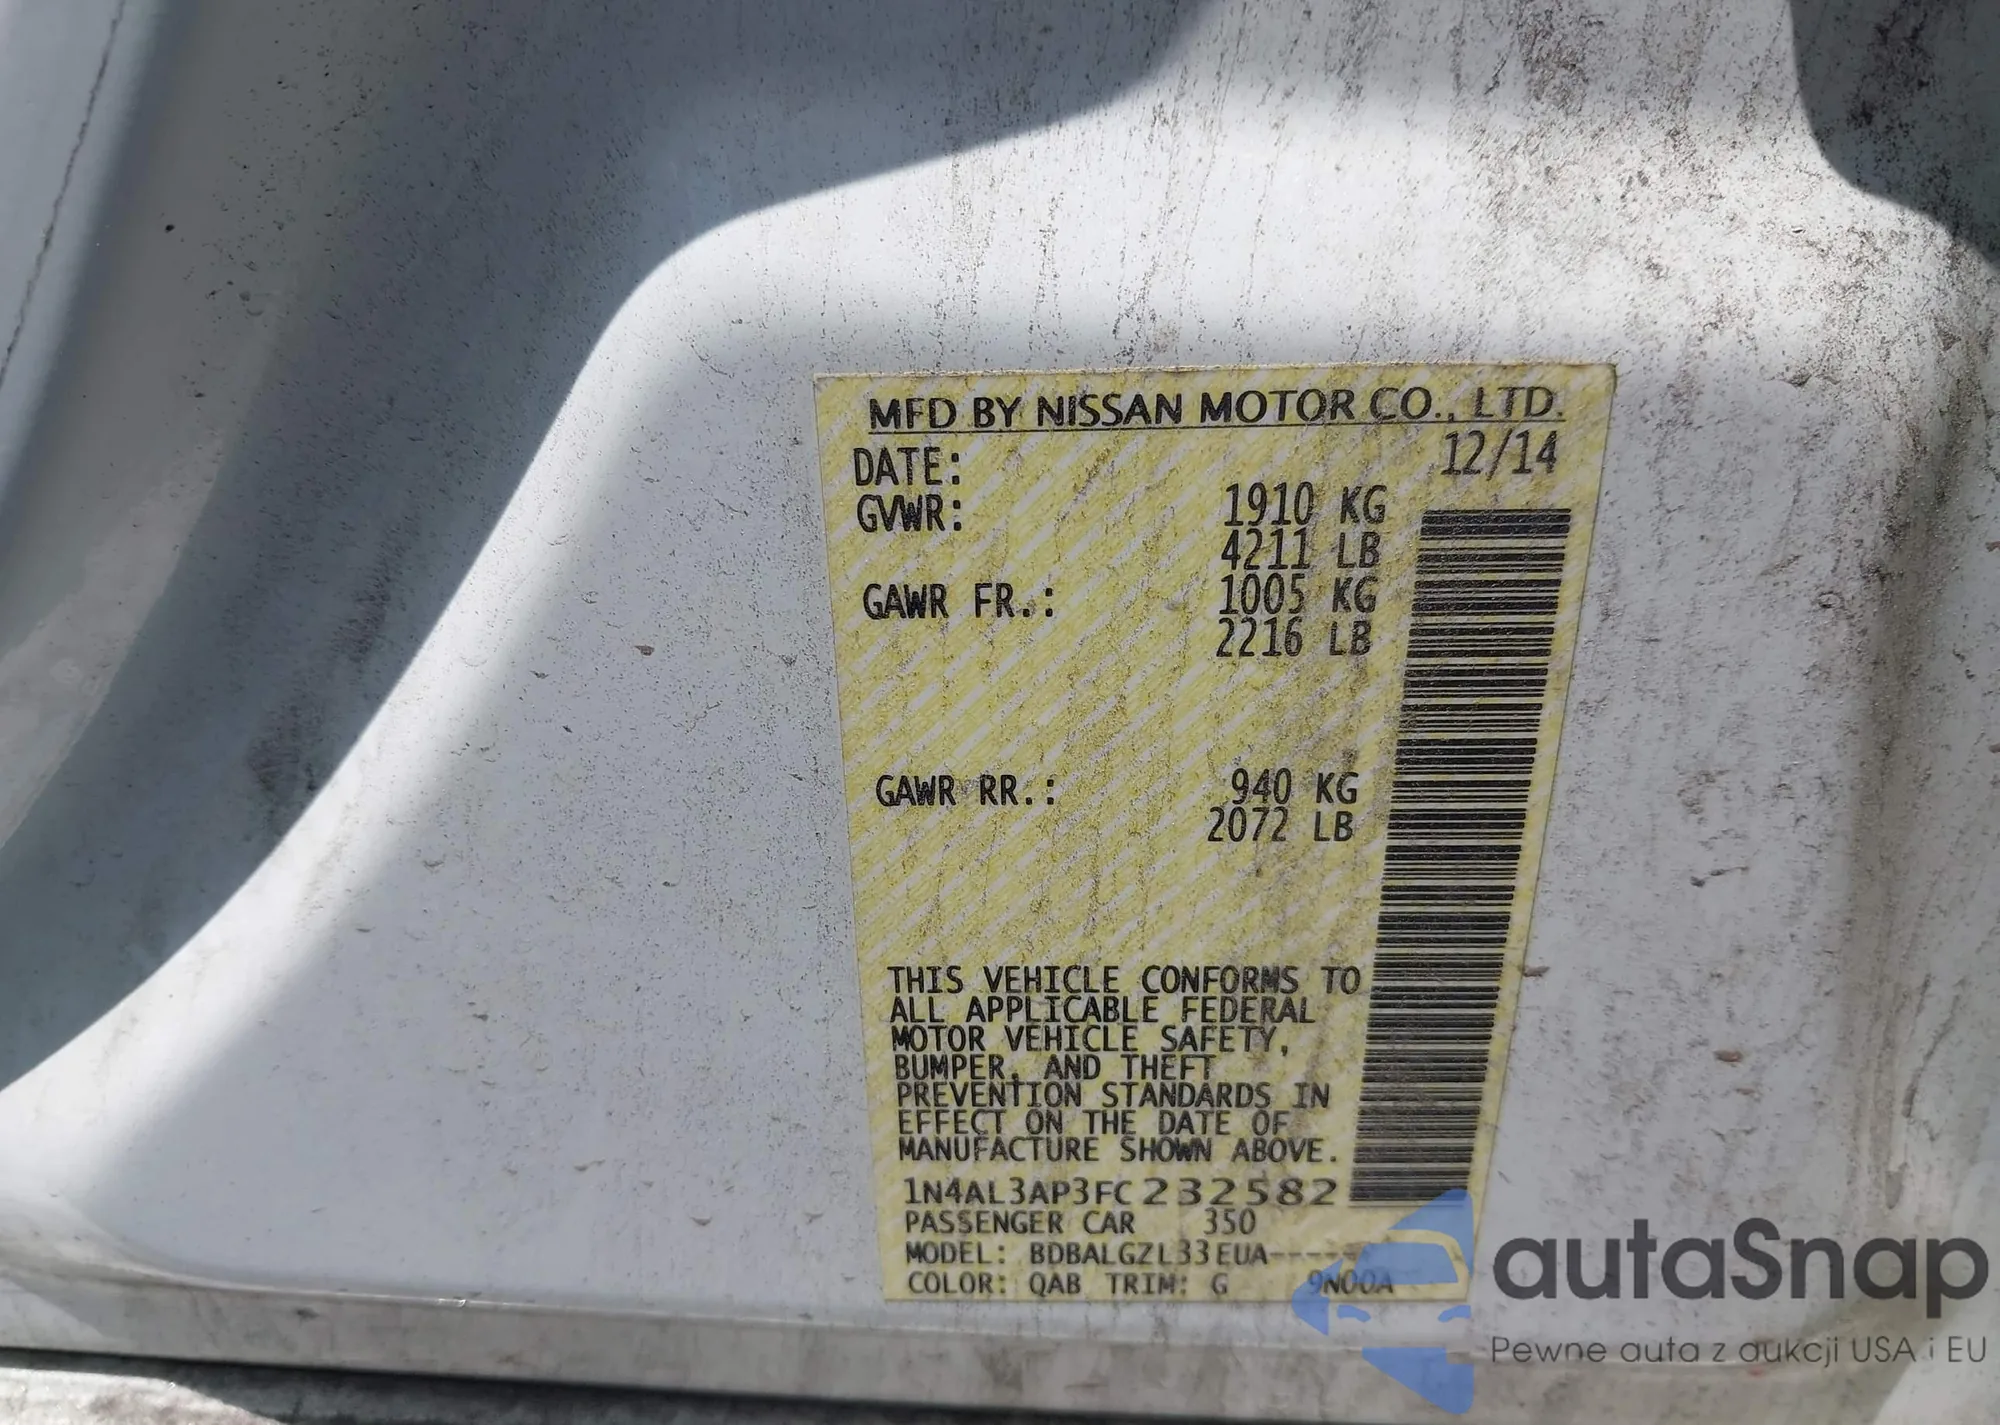 MFD BY NISSAN MOTOR CO., LTD.
DATE: 12/14
GVWR: 1910 KG
4211 LB
GAWR FR.: 1005 KG
2216 LB
GAWR RR.: 940 KG
2072 LB
THIS VEHICLE CONFORMS TO
ALL APPLICABLE FEDERAL
MOTOR VEHICLE SAFETY,
BUMPER, AND THEFT
PREVENTION STANDARDS IN
EFFECT ON THE DATE OF
MANUFACTURE SHOWN ABOVE.
1N4AL3AP3FC232582
PASSENGER CAR 350
MODEL: BDBALGZL33EUA------
COLOR: QAB TRIM: G 9N00A
autaSnap
Pewne auta z aukcji USA i EU